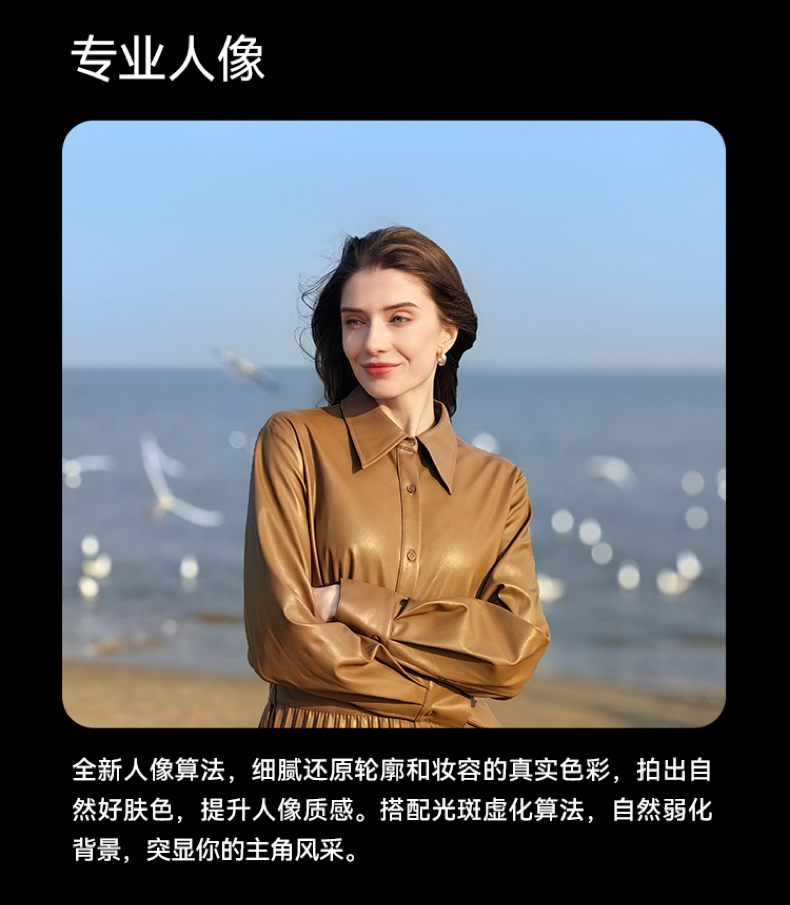 专业人像
全新人像算法，细腻还原轮廓和妆容的真实色彩，拍出自
然好肤色，提升人像质感。搭配光斑虚化算法，自然弱化
背景，突显你的主角风采。